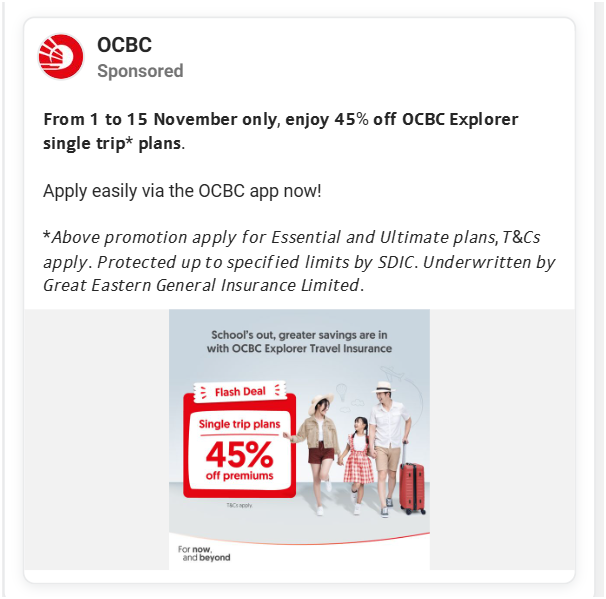 OCBC
Sponsored
From 1 to 15 November only, enjoy 45% off OCBC Explorer
single trip* plans.
Apply easily via the OCBC app now!
*Above promotion apply for Essential and Ultimate plans, T&Cs
apply. Protected up to specified limits by SDIC. Underwritten by
Great Eastern General Insurance Limited.
School's out, greater savings are in
with OCBC Explorer Travel Insurance
Flash Deal
Single trip plans
45%
off premiums
T&Cs apply.
For now,
and beyond